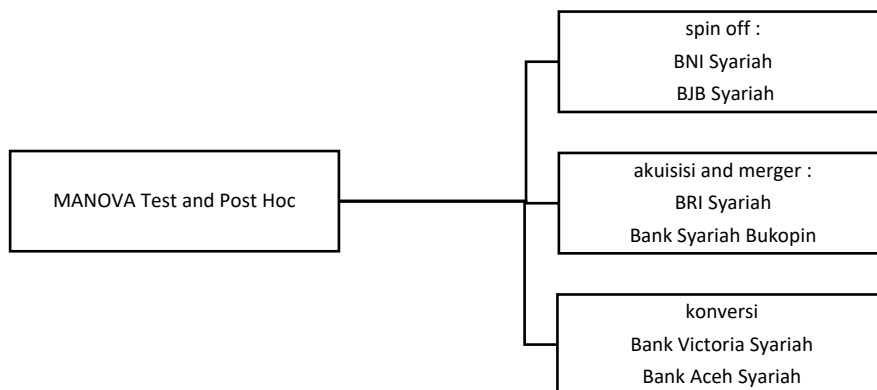 spin off :
BNI Syariah
BJB Syariah
MANOVA Test and Post Hoc
akuisisi and merger :
BRI Syariah
Bank Syariah Bukopin
konversi
Bank Victoria Syariah
Bank Aceh Syariah